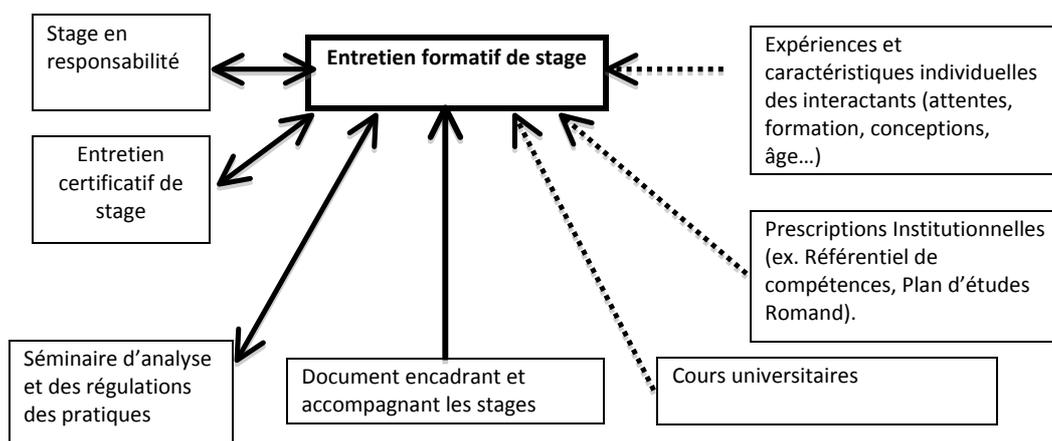 Stage en
responsabilité
Entretien formatif de stage
Expériences et
caractéristiques individuelles
des interactants (attentes,
formation, conceptions,
âge…)
Entretien
certificatif de
stage
Prescriptions Institutionnelles
(ex. Référentiel de
compétences, Plan d’études
Romand).
Séminaire d’analyse
et des régulations
des pratiques
Document encadrant et
accompagnant les stages
Cours universitaires